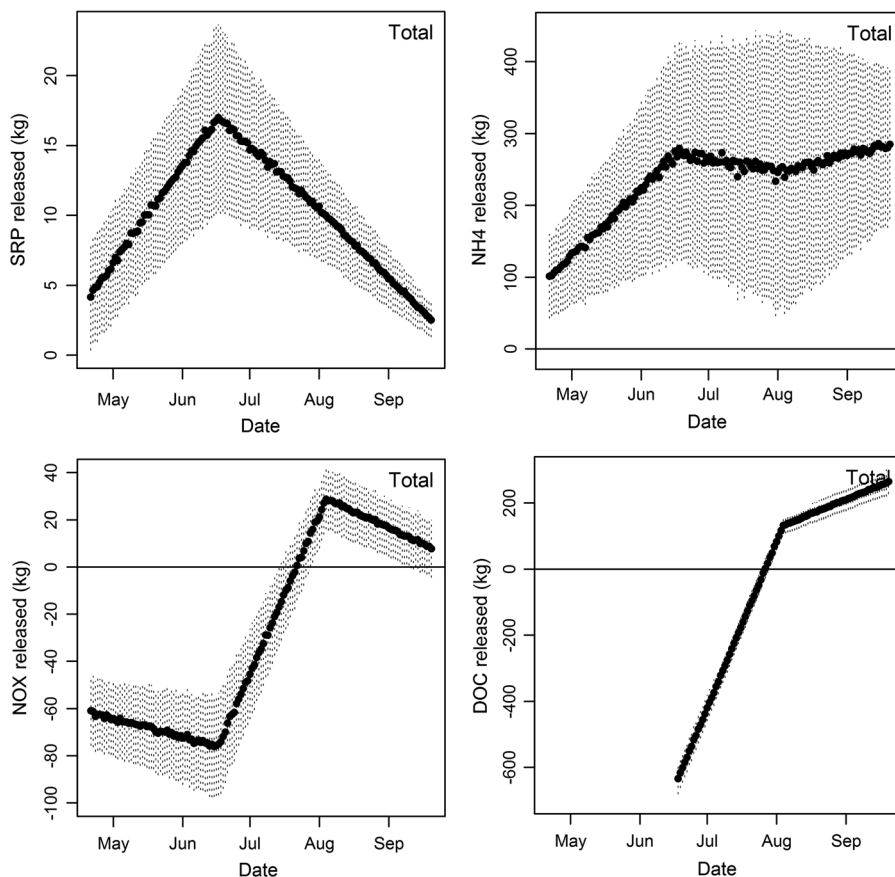 Total
SRP released (kg)
0 5 10 15 20
May Jun Jul Aug Sep
Date
Total
NH4 released (kg)
0 100 200 300 400
May Jun Jul Aug Sep
Date
Total
NOX released (kg)
-100 -80 -60 -40 -20 0 20 40
May Jun Jul Aug Sep
Date
Total
DOC released (kg)
-600 -400 -200 0 200
May Jun Jul Aug Sep
Date